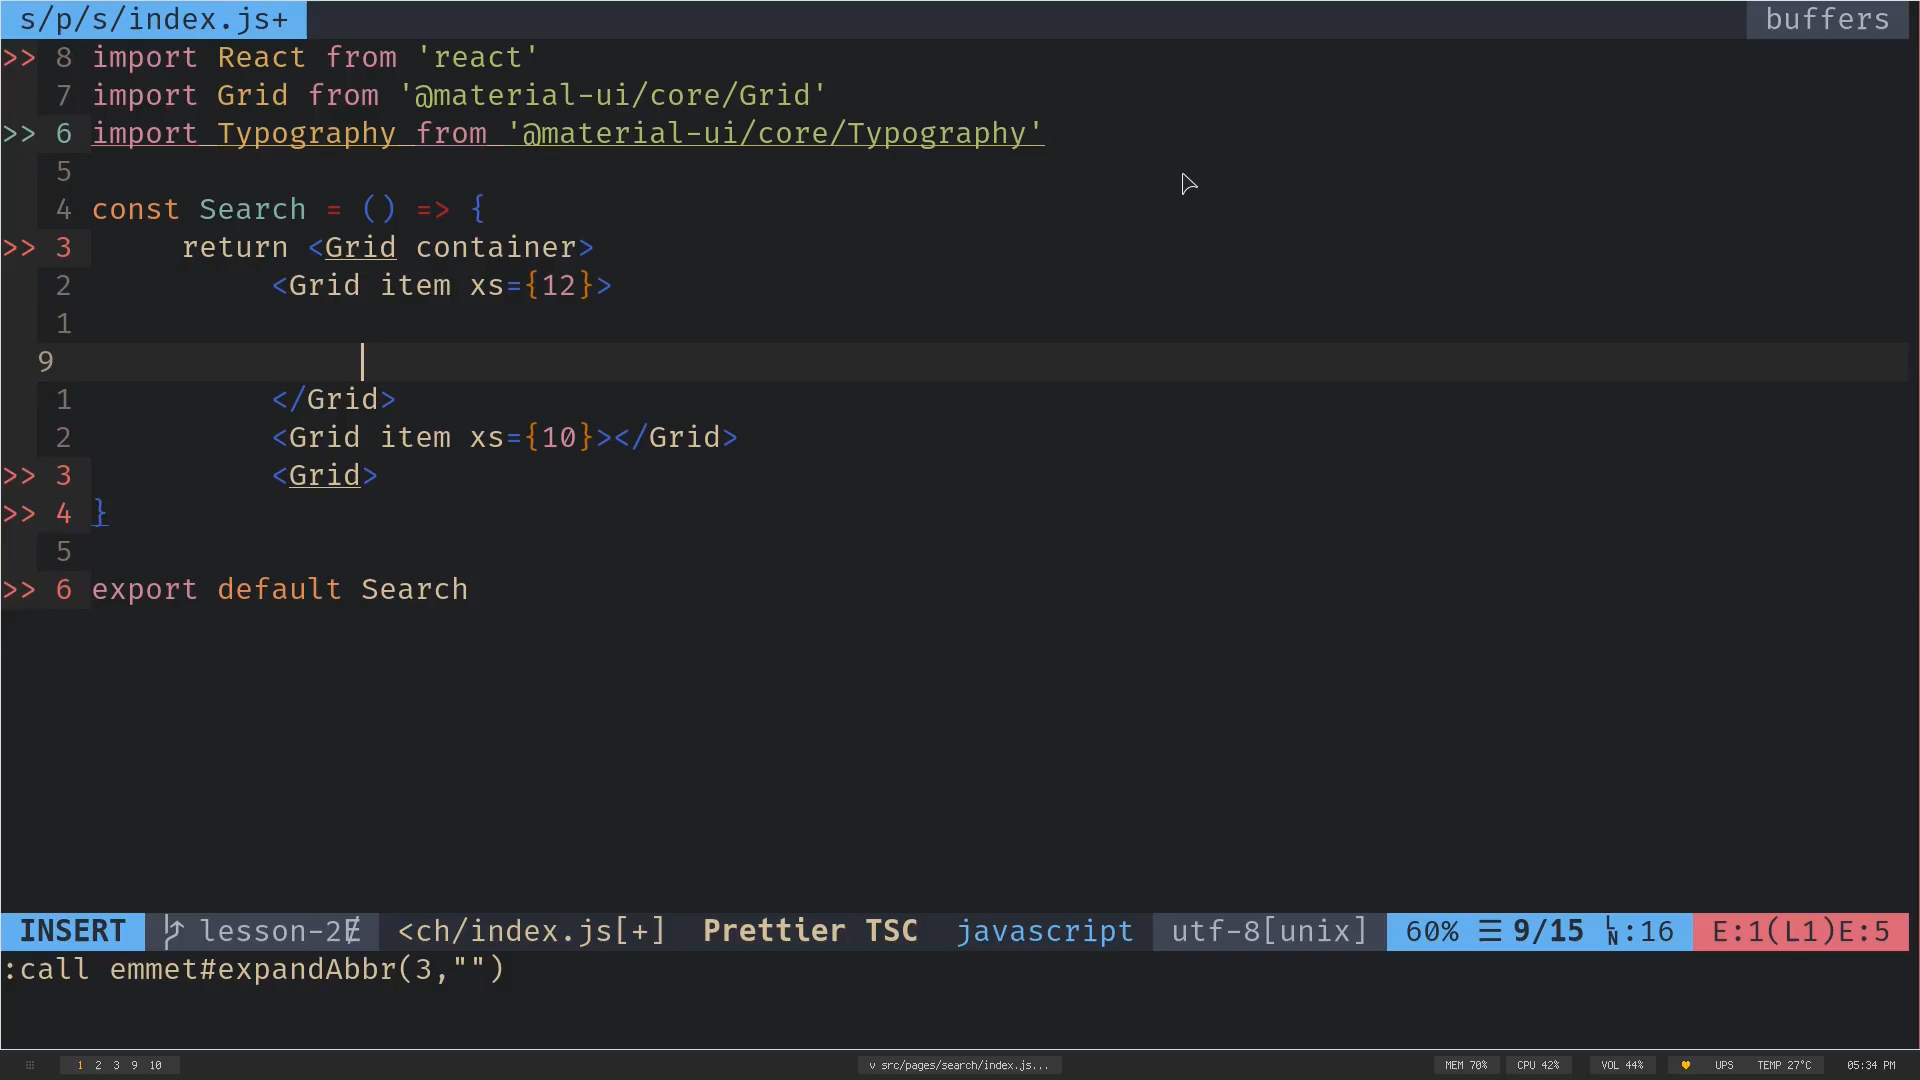 s/p/s/index.js+ buffers
>> 8 import React from 'react'
7 import Grid from '@material-ui/core/Grid'
>> 6 import Typography from '@material-ui/core/Typography'
5
4 const Search = () => {
>> 3 return <Grid container>
2 <Grid item xs={12}>
1
9
1 </Grid>
2 <Grid item xs={10}></Grid>
>> 3 <Grid>
>> 4 }
5
>> 6 export default Search
INSERT lesson-2 <ch/index.js[+] Prettier TSC javascript utf-8[unix] 60% ☰ 9/15 LN:16 E:1(L1)E:5
:call emmet#expandAbbr(3,"")
1 2 3 9 10 v src/pages/search/index.js... MEM 70% CPU 42% VOL 44% UPS TEMP 27°C 05:34 PM